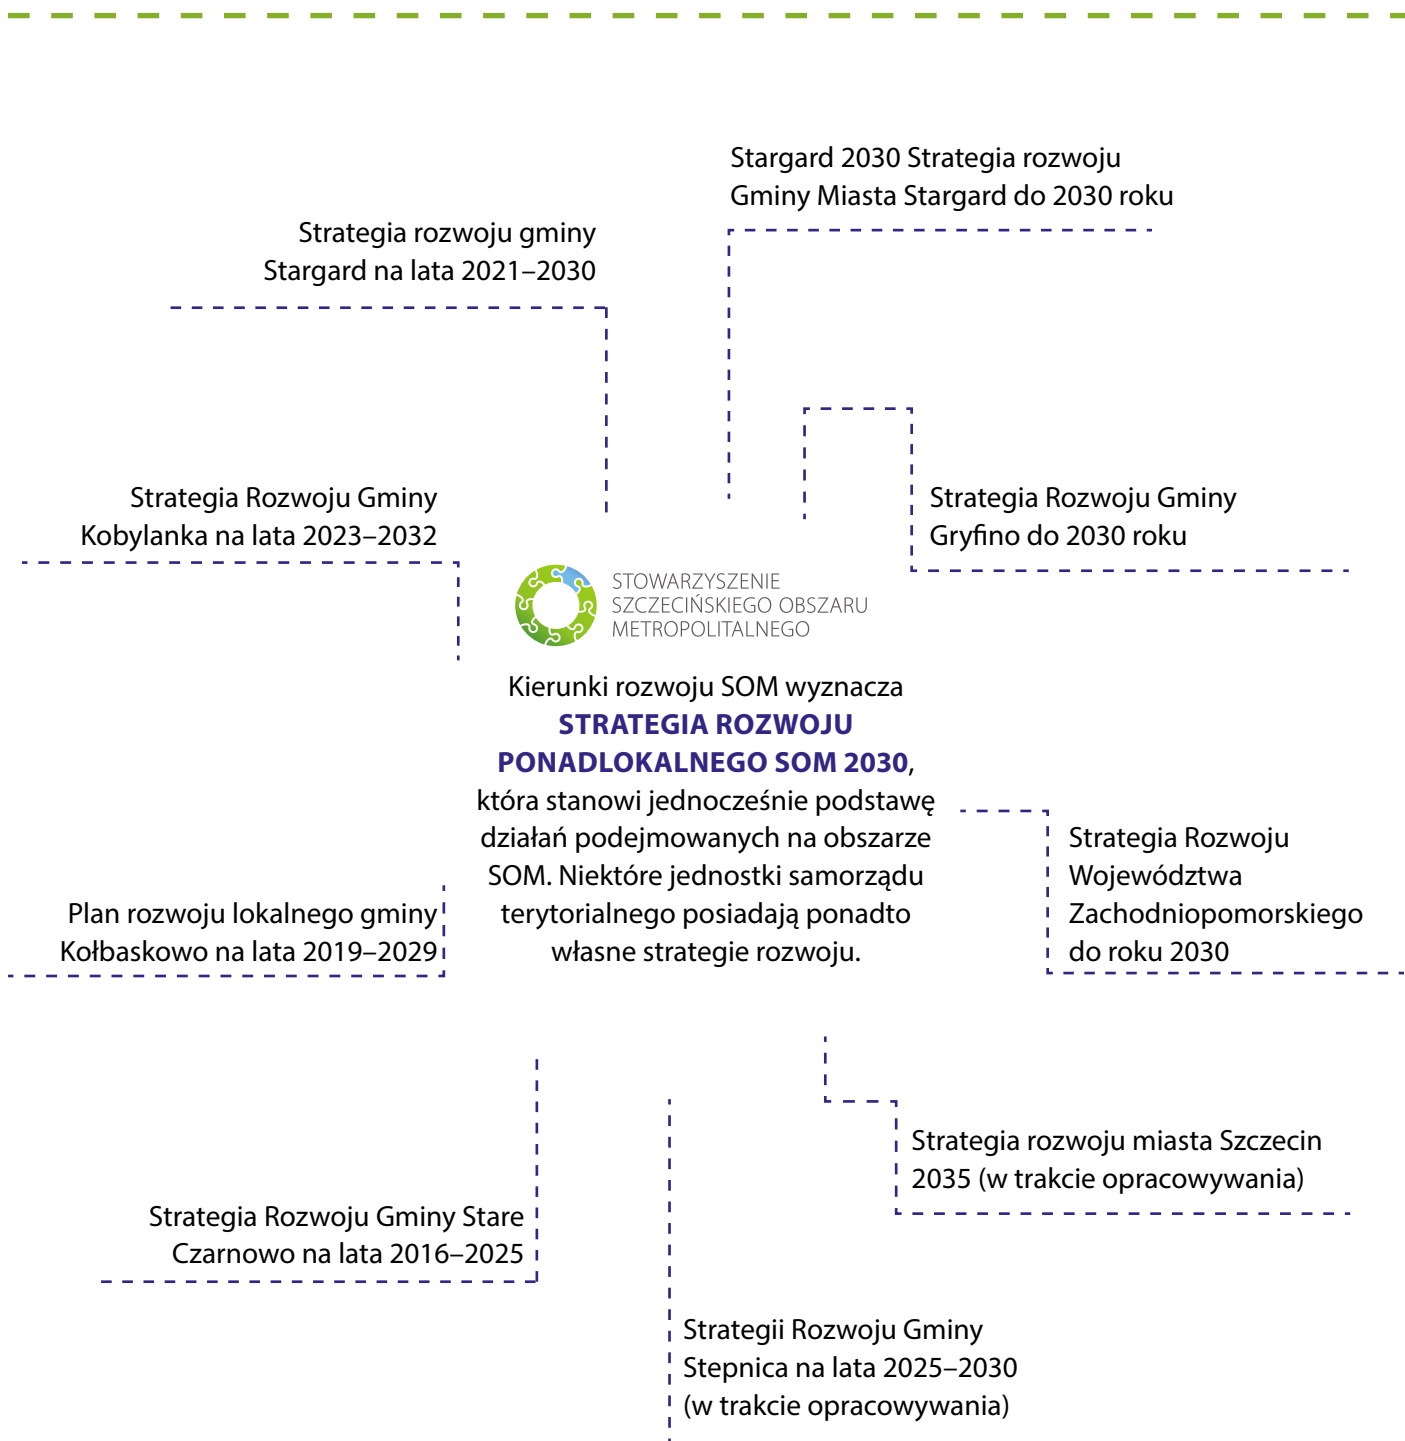 Stargard 2030 Strategia rozwoju
Gminy Miasta Stargard do 2030 roku
Strategia rozwoju gminy
Stargard na lata 2021–2030
Strategia Rozwoju Gminy
Kobylanka na lata 2023–2032
Strategia Rozwoju Gminy
Gryfino do 2030 roku
STOWARZYSZENIE
SZCZECIŃSKIEGO OBSZARU
METROPOLITALNEGO
Kierunki rozwoju SOM wyznacza
STRATEGIA ROZWOJU
PONADLOKALNEGO SOM 2030,
która stanowi jednocześnie podstawę
działań podejmowanych na obszarze
SOM. Niektóre jednostki samorządu
terytorialnego posiadają ponadto
własne strategie rozwoju.
Strategia Rozwoju
Województwa
Zachodniopomorskiego
do roku 2030
Plan rozwoju lokalnego gminy
Kołbaskowo na lata 2019–2029
Strategia rozwoju miasta Szczecin
2035 (w trakcie opracowywania)
Strategia Rozwoju Gminy Stare
Czarnowo na lata 2016–2025
Strategii Rozwoju Gminy
Stepnica na lata 2025–2030
(w trakcie opracowywania)